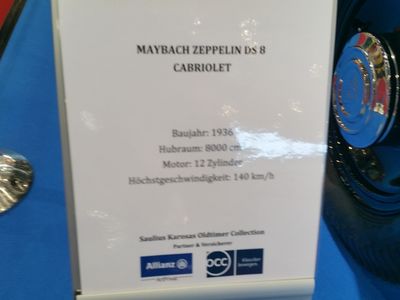 MAYBACH ZEPPELIN DS 8
CABRIOLET
Baujahr: 1936
Hubraum: 8000 cm
Motor: 12 Zylinder
Höchstgeschwindigkeit: 140 km/h
Saulius Karosas Oldtimer Collection
Partner & Versicherer
Allianz
OCC